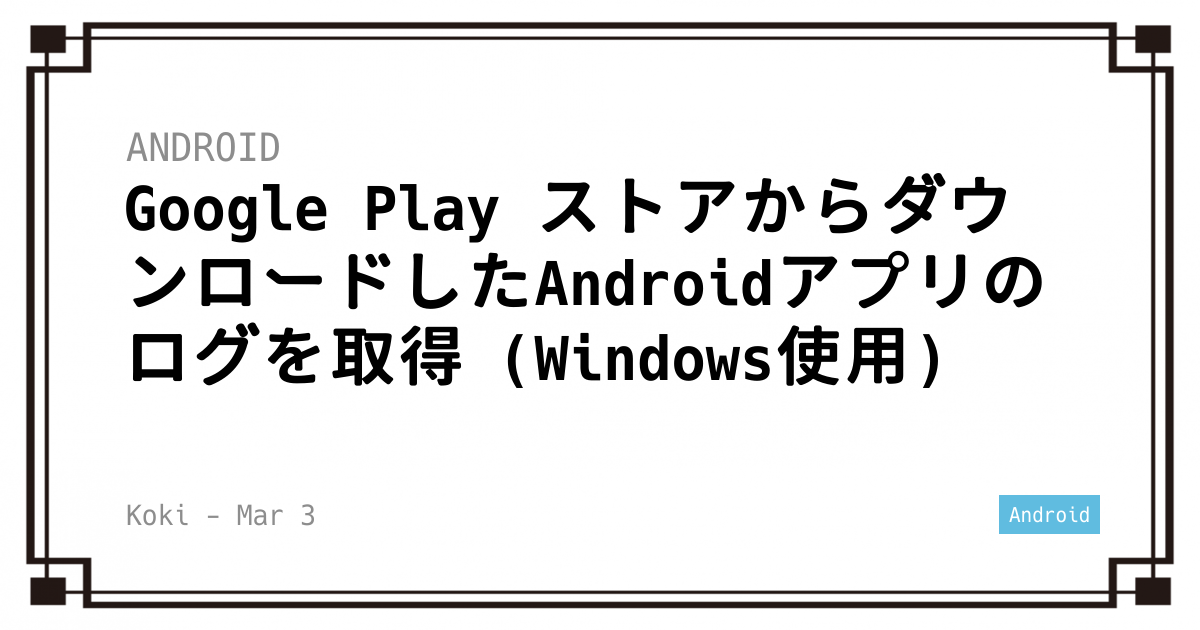 ANDROID
Google Play ストアからダウ
ンロードしたAndroidアプリの
ログを取得 (Windows使用)
Koki - Mar 3
Android